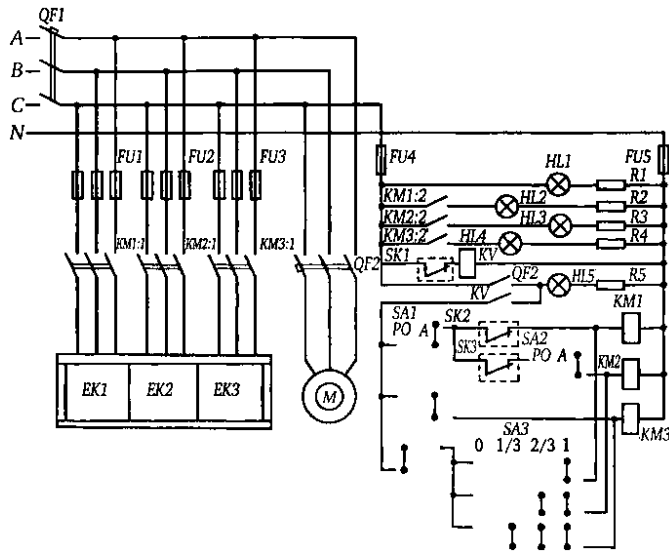 QF1
A
B
C
N
FU1 FU2 FU3 FU4 FU5
HL1 R1
KM1:2 HL2 R2
KM2:2 HL3 R3
KM3:2 HL4 R4
KM1:1 KM2:1 KM3:1 QF2
SK1 KV
QF2 HL5 R5
KV
SA1 KM1
РО А SK2
SK3 SA2
РО А KM2
EK1 EK2 EK3 M
KM3
SA3
0 1/3 2/3 1